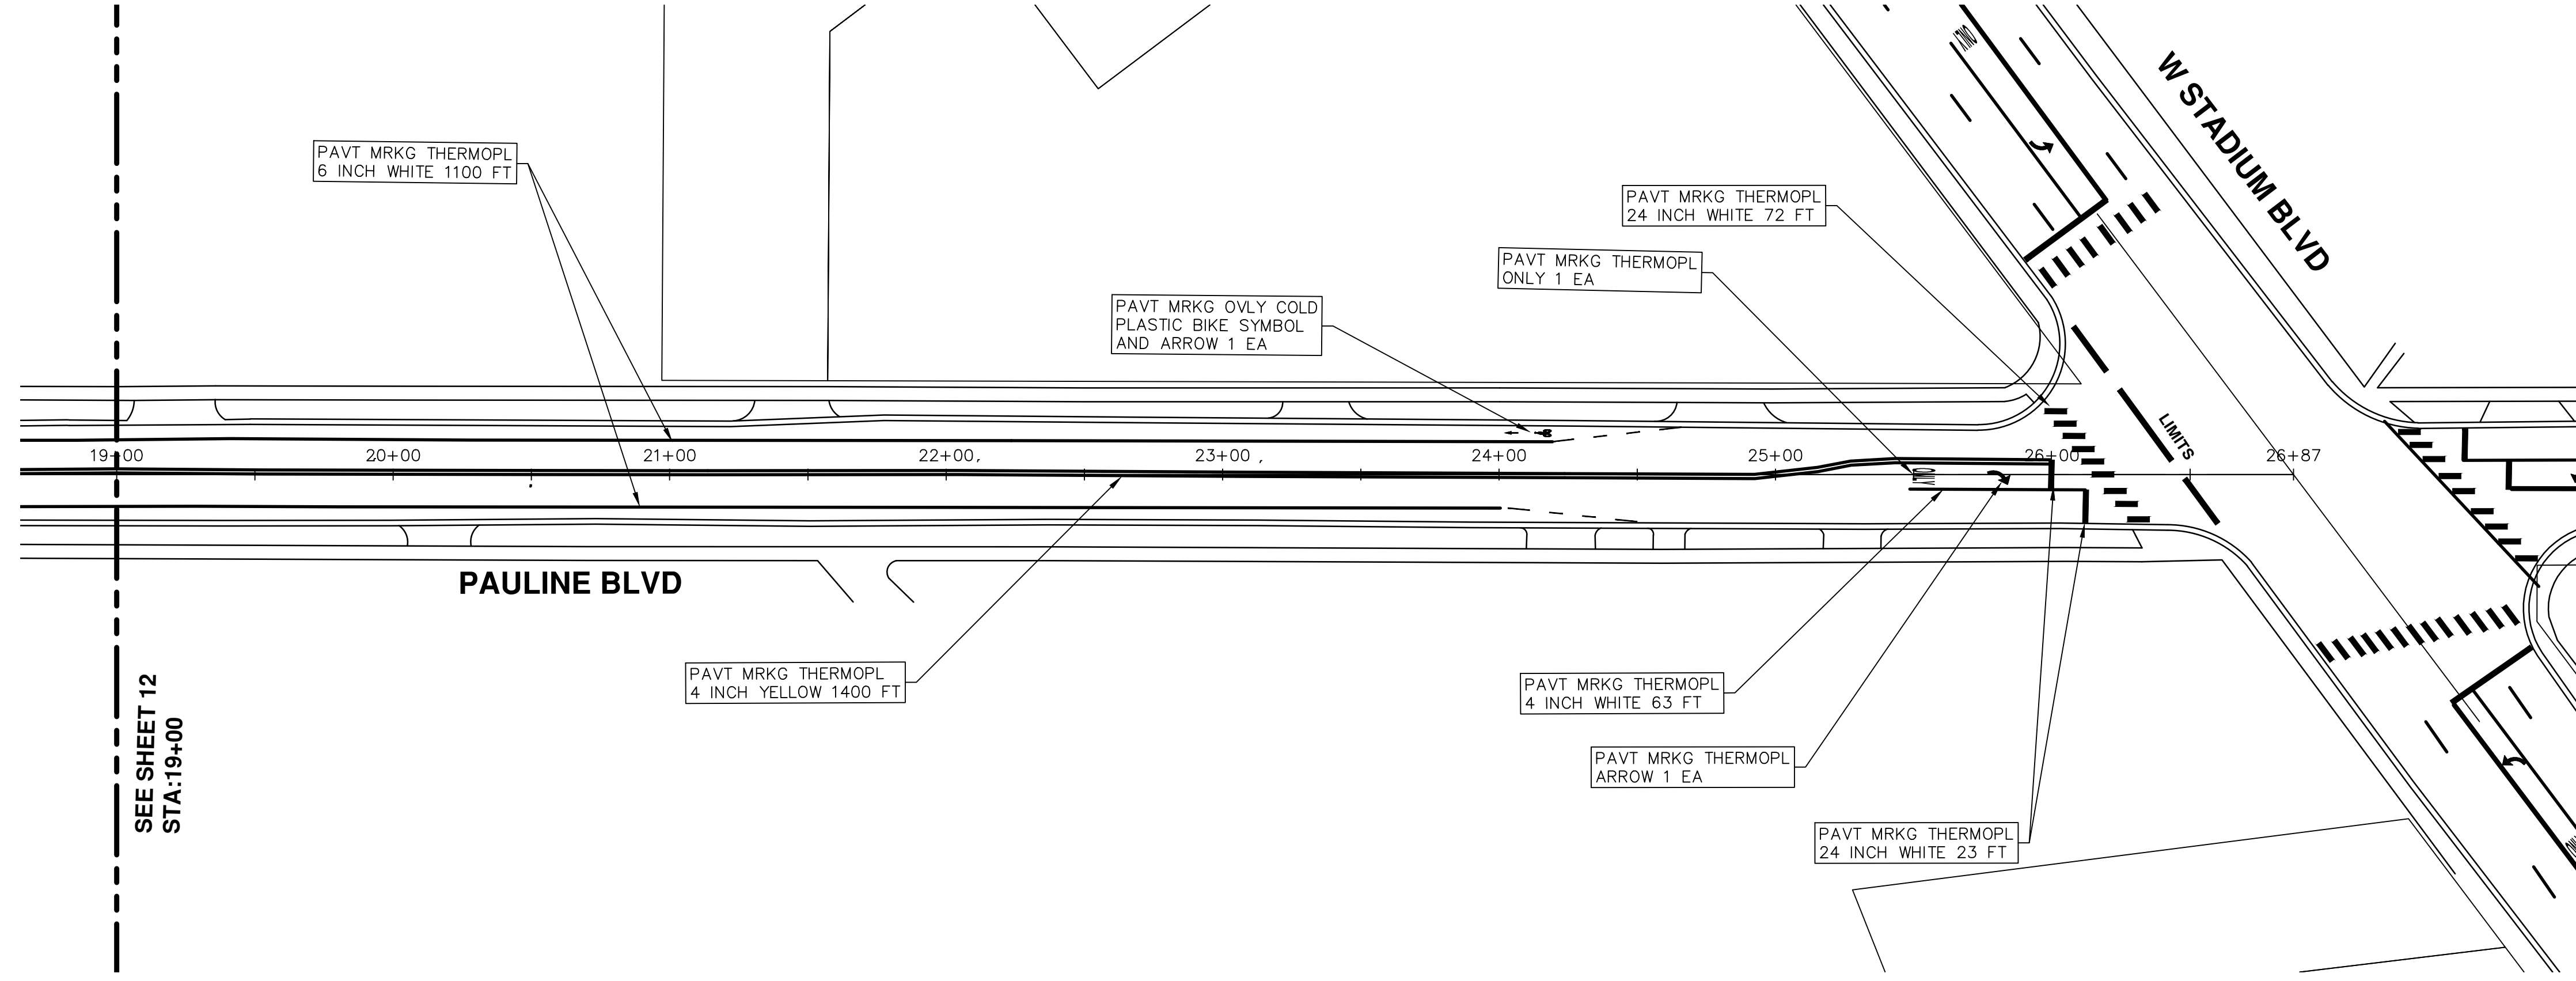 PAVT MRKG THERMOPL
6 INCH WHITE 1100 FT
PAVT MRKG OVLY COLD
PLASTIC BIKE SYMBOL
AND ARROW 1 EA
PAVT MRKG THERMOPL
ONLY 1 EA
PAVT MRKG THERMOPL
24 INCH WHITE 72 FT
ONLY
W STADIUM BLVD
LIMITS
19+00
20+00
21+00
22+00
23+00
24+00
25+00
26+00
26+87
ONLY
PAULINE BLVD
SEE SHEET 12
STA:19+00
PAVT MRKG THERMOPL
4 INCH YELLOW 1400 FT
PAVT MRKG THERMOPL
4 INCH WHITE 63 FT
PAVT MRKG THERMOPL
ARROW 1 EA
PAVT MRKG THERMOPL
24 INCH WHITE 23 FT